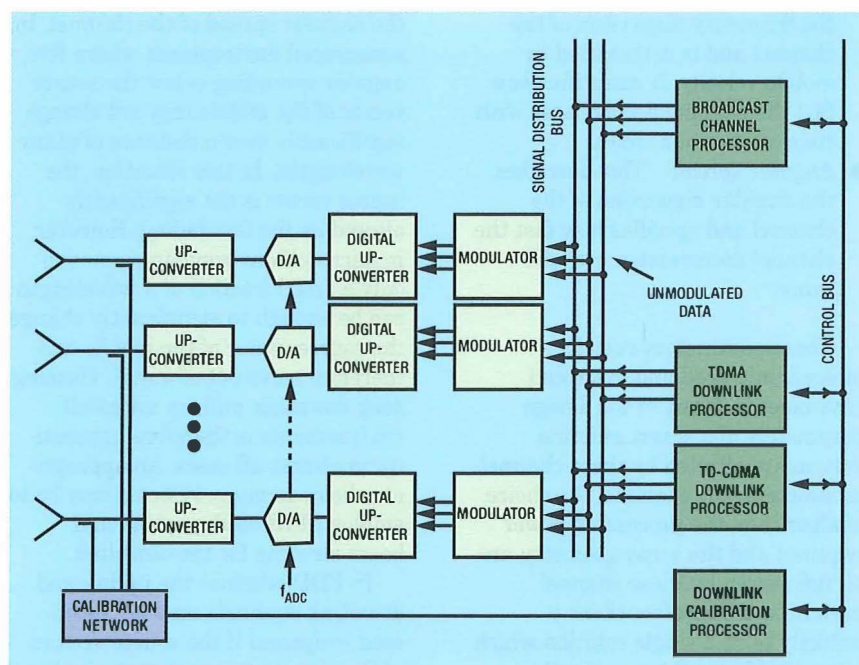 SIGNAL DISTRIBUTION
BUS
BROADCAST
CHANNEL
PROCESSOR
UP-
CONVERTER
D/A
DIGITAL
UP-
CONVERTER
MODULATOR
UNMODULATED
DATA
CONTROL BUS
UP-
CONVERTER
D/A
DIGITAL
UP-
CONVERTER
MODULATOR
TDMA
DOWNLINK
PROCESSOR
TD-CDMA
DOWNLINK
PROCESSOR
UP-
CONVERTER
D/A
DIGITAL
UP-
CONVERTER
MODULATOR
fADC
CALIBRATION
NETWORK
DOWNLINK
CALIBRATION
PROCESSOR